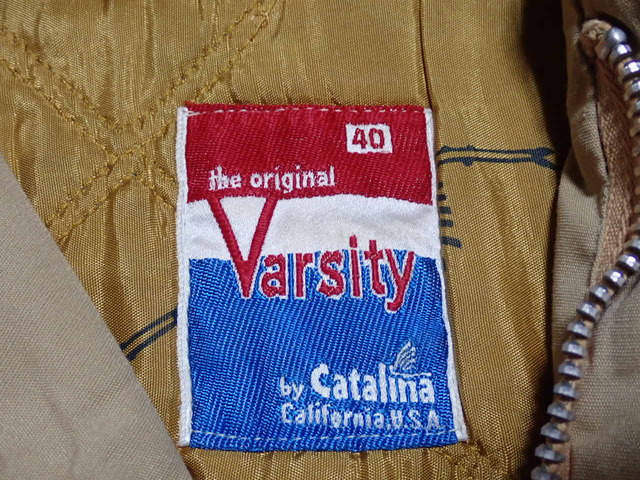 40
the original
Varsity
by Catalina
California.U.S.A